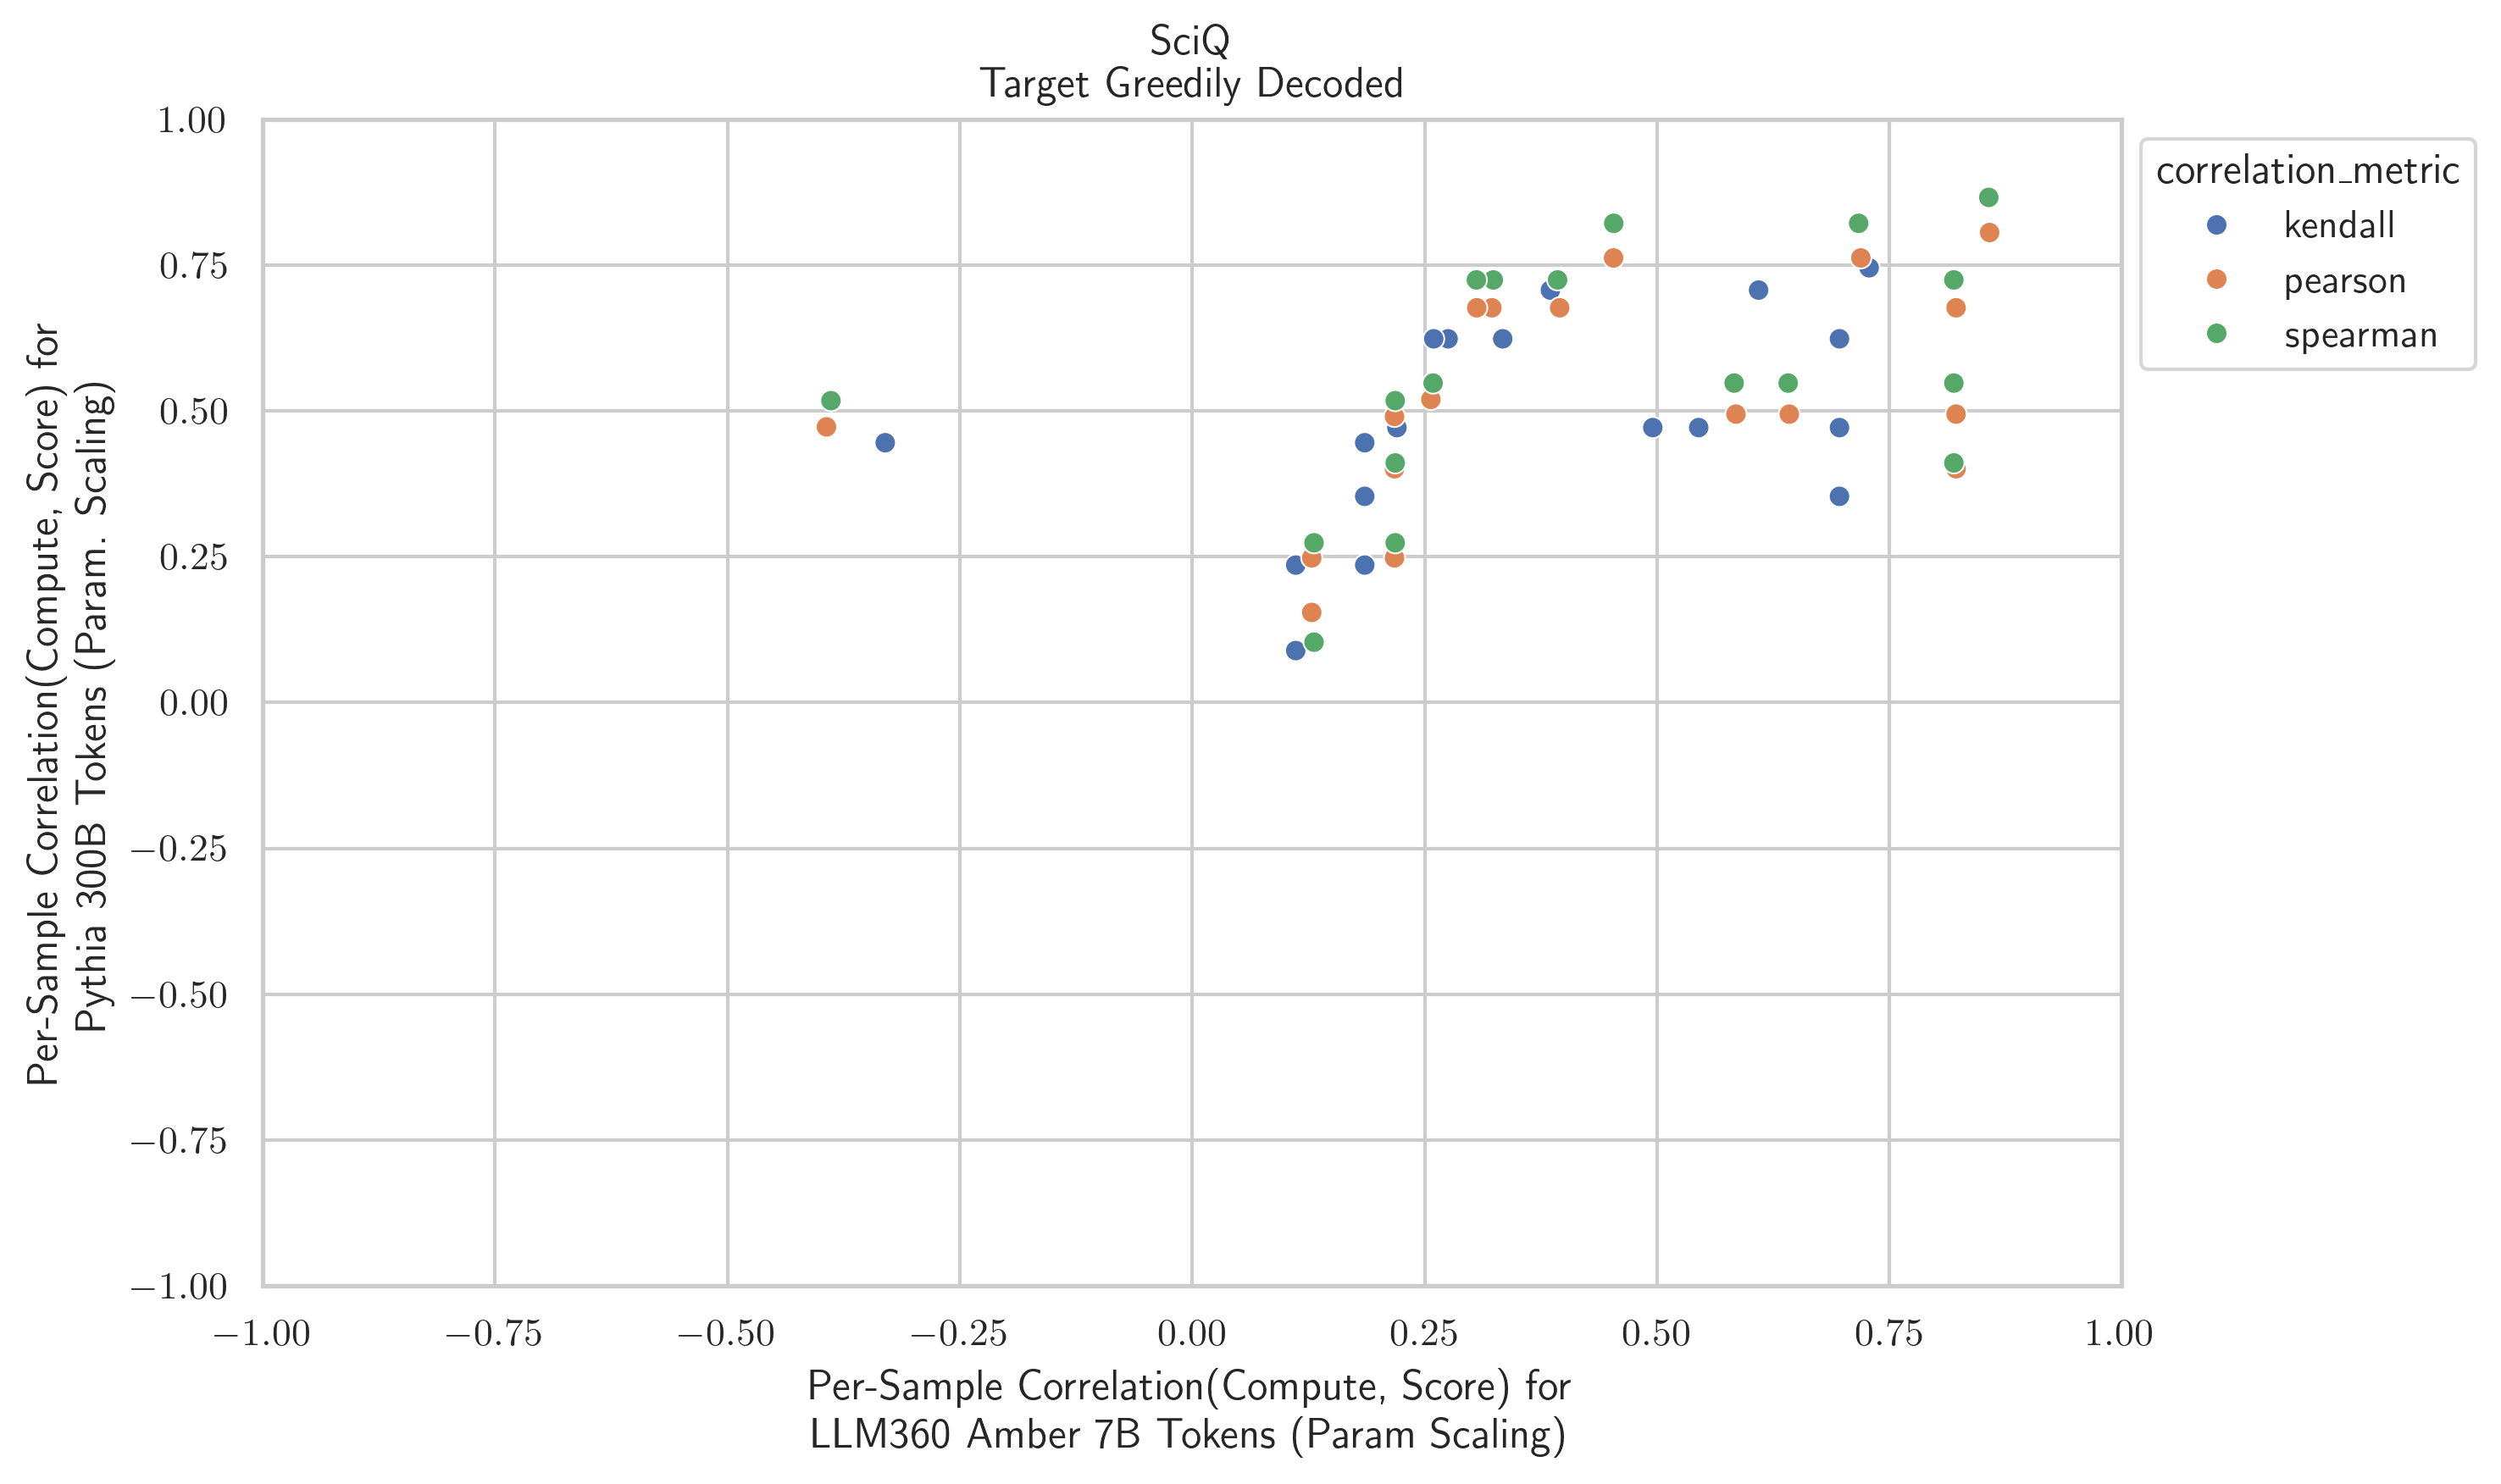 SciQ
Target Greedily Decoded
Per-Sample Correlation(Compute, Score) for
Pythia 300B Tokens (Param. Scaling)
1.00
0.75
0.50
0.25
0.00
−0.25
−0.50
−0.75
−1.00
−1.00 −0.75 −0.50 −0.25 0.00 0.25 0.50 0.75 1.00
Per-Sample Correlation(Compute, Score) for
LLM360 Amber 7B Tokens (Param Scaling)
correlation_metric
kendall
pearson
spearman